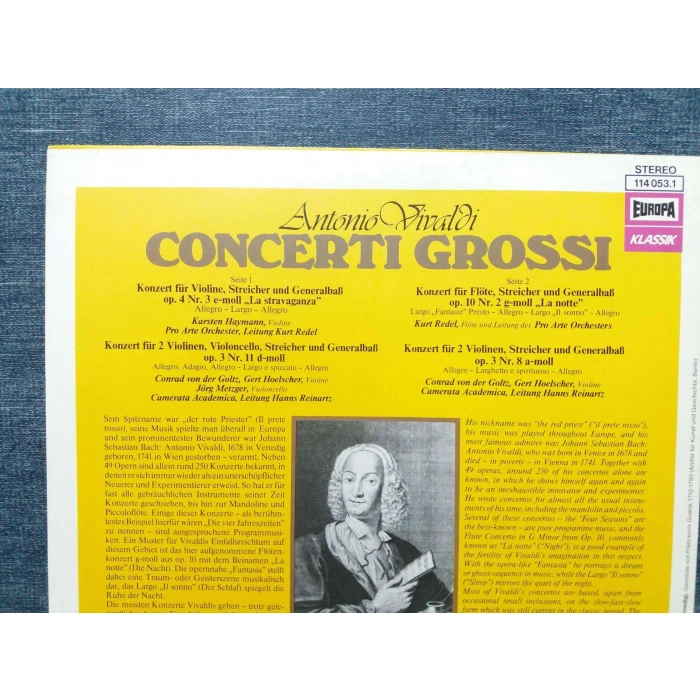 STEREO
114 053.1
EUROPA
KLASSIK
Antonio Vivaldi
CONCERTI GROSSI
Seite 1
Konzert für Violine, Streicher und Generalbaß
op. 4 Nr. 3 e-moll „La stravaganza"
Allegro – Largo – Allegro
Karsten Haymann, Violine
Pro Arte Orchester, Leitung Kurt Redel
Konzert für 2 Violinen, Violoncello, Streicher und Generalbaß
op. 3 Nr. 11 d-moll
Allegro, Adagio, Allegro – Largo e spiccato – Allegro
Conrad von der Goltz, Gert Hoelscher, Violine
Jörg Metzger, Violoncello
Camerata Academica, Leitung Hanns Reinartz
Seite 2
Konzert für Flöte, Streicher und Generalbaß
op. 10 Nr. 2 g-moll „La notte"
Largo „Fantasie" Presto – Allegro – Largo „Il sonno" – Allegro
Kurt Redel, Flöte und Leitung des Pro Arte Orchesters
Konzert für 2 Violinen, Streicher und Generalbaß
op. 3 Nr. 8 a-moll
Allegro – Larghetto e spirituoso – Allegro
Conrad von der Goltz, Gert Hoelscher, Violine
Camerata Academica, Leitung Hanns Reinartz
Sein Spitzname war „der rote Priester" (Il prete
rosso), seine Musik spielte man überall in Europa
und sein prominentester Bewunderer war Johann
Sebastian Bach: Antonio Vivaldi, 1678 in Venedig
geboren, 1741 in Wien gestorben – verarmt. Neben
49 Opern sind allein rund 250 Konzerte bekannt, in
denen er sich immer wieder als ein unerschöpflicher
Neuerer und Experimentierer erweist. So hat er für
fast alle gebräuchlichen Instrumente seiner Zeit
Konzerte geschrieben, bis hin zur Mandoline und
Piccoloflöte. Einige dieser Konzerte – als berühm-
testes Beispiel hierfür wären „Die vier Jahreszeiten"
zu nennen – sind ausgesprochene Programmusi-
ken. Ein Muster für Vivaldis Einfallsreichtum auf
diesem Gebiet ist das hier aufgenommene Flöten-
konzert g-moll aus op. 10 mit dem Beinamen „La
notte" (Die Nacht). Die opernnahe „Fantasia" stellt
dabei eine Traum- oder Geisterszene musikalisch
dar, das Largo „Il sonno" (Der Schlaf) spiegelt die
Ruhe der Nacht.
Die meisten Konzerte Vivaldis gehen – trotz gele-
His nickname was "the red priest" ("il prete rosso"),
his music was played throughout Europe, and his
most famous admirer was Johann Sebastian Bach:
Antonio Vivaldi, who was born in Venice in 1678 and
died – in poverty – in Vienna in 1741. Together with
49 operas, around 250 of his concertos alone are
known, in which he shows himself again and again
to be an inexhaustible innovator and experimenter.
He wrote concertos for almost all the usual instru-
ments of his time, including the mandolin and piccolo.
Several of these concertos – the "Four Seasons" are
the best-known – are pure programme music, and the
Flute Concerto in G Minor from Op. 10, commonly
known as "La notte" ("Night"), is a good example of
the fertility of Vivaldi's imagination in this respect.
With the opera-like "Fantasia" he portrays a dream
or ghost-sequence in music, while the Largo "Il sonno"
("Sleep") mirrors the quiet of the night.
Most of Vivaldi's concertos are based, apart from
occasional small inclusions, on the slow-fast-slow
form which was still current in the classic period. The
Gemälde von Francesco Guardi, 1712-1793 (Archiv für Kunst und Geschichte, Berlin)